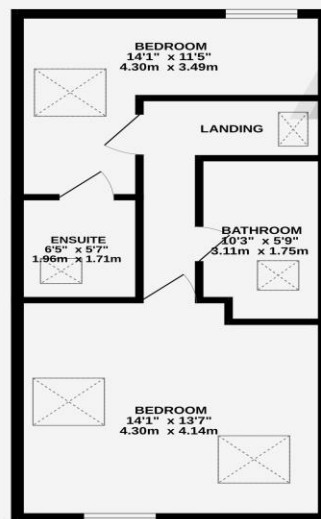 BEDROOM
14'1" x 11'5"
4.30m x 3.49m
LANDING
BATHROOM
10'3" x 5'9"
3.11m x 1.75m
ENSUITE
6'5" x 5'7"
1.96m x 1.71m
BEDROOM
14'1" x 13'7"
4.30m x 4.14m